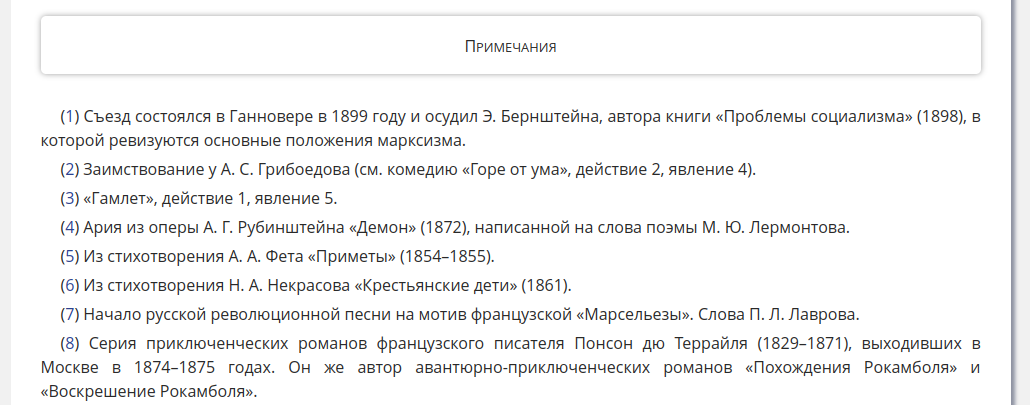 Примечания
(1) Съезд состоялся в Ганновере в 1899 году и осудил Э. Бернштейна, автора книги «Проблемы социализма» (1898), в
которой ревизуются основные положения марксизма.
(2) Заимствование у А. С. Грибоедова (см. комедию «Горе от ума», действие 2, явление 4).
(3) «Гамлет», действие 1, явление 5.
(4) Ария из оперы А. Г. Рубинштейна «Демон» (1872), написанной на слова поэмы М. Ю. Лермонтова.
(5) Из стихотворения А. А. Фета «Приметы» (1854–1855).
(6) Из стихотворения Н. А. Некрасова «Крестьянские дети» (1861).
(7) Начало русской революционной песни на мотив французской «Марсельезы». Слова П. Л. Лаврова.
(8) Серия приключенческих романов французского писателя Понсон дю Террайля (1829–1871), выходивших в
Москве в 1874–1875 годах. Он же автор авантюрно-приключенческих романов «Похождения Рокамболя» и
«Воскрешение Рокамболя».